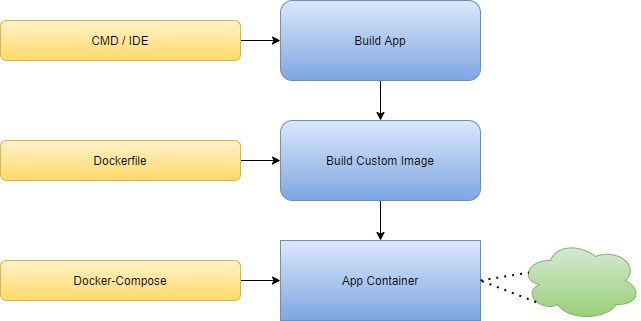 CMD / IDE
Build App
Dockerfile
Build Custom Image
Docker-Compose
App Container